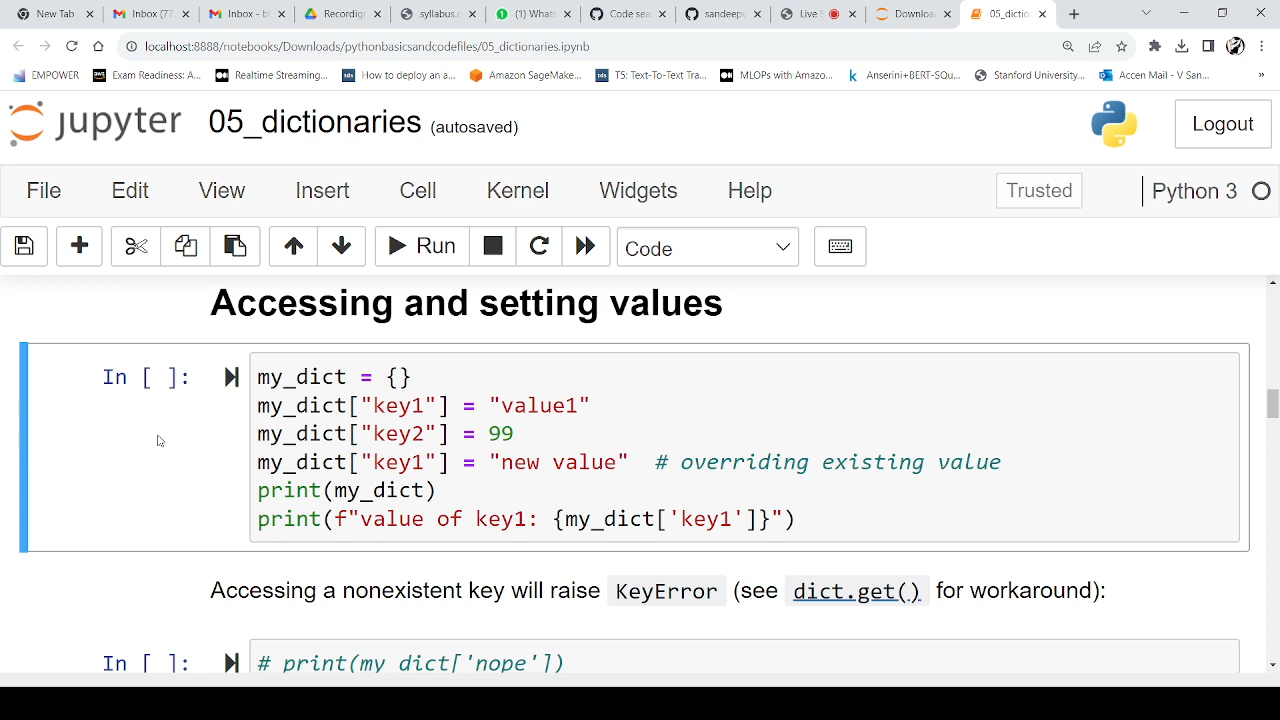 New Tab
Inbox (77
Inbox - bl
Recordig
syllabus.c
(1) Whats
Code sea
sandeepv
Live
Downloa
05_dictio
localhost:8888/notebooks/Downloads/pythonbasicsandcodefiles/05_dictionaries.ipynb
EMPOWER
Exam Readiness: A...
Realtime Streaming...
How to deploy an a...
Amazon SageMake...
T5: Text-To-Text Tra...
MLOps with Amazo...
Anserini+BERT-SQu...
Stanford University...
Accen Mail - V San...
»
jupyter 05_dictionaries (autosaved)
Logout
File Edit View Insert Cell Kernel Widgets Help
Trusted
Python 3
Run
Code
Accessing and setting values
In [ ]:
my_dict = {}
my_dict["key1"] = "value1"
my_dict["key2"] = 99
my_dict["key1"] = "new value"  # overriding existing value
print(my_dict)
print(f"value of key1: {my_dict['key1']}")
Accessing a nonexistent key will raise KeyError (see dict.get() for workaround):
In [ ]:
# print(my_dict['nope'])